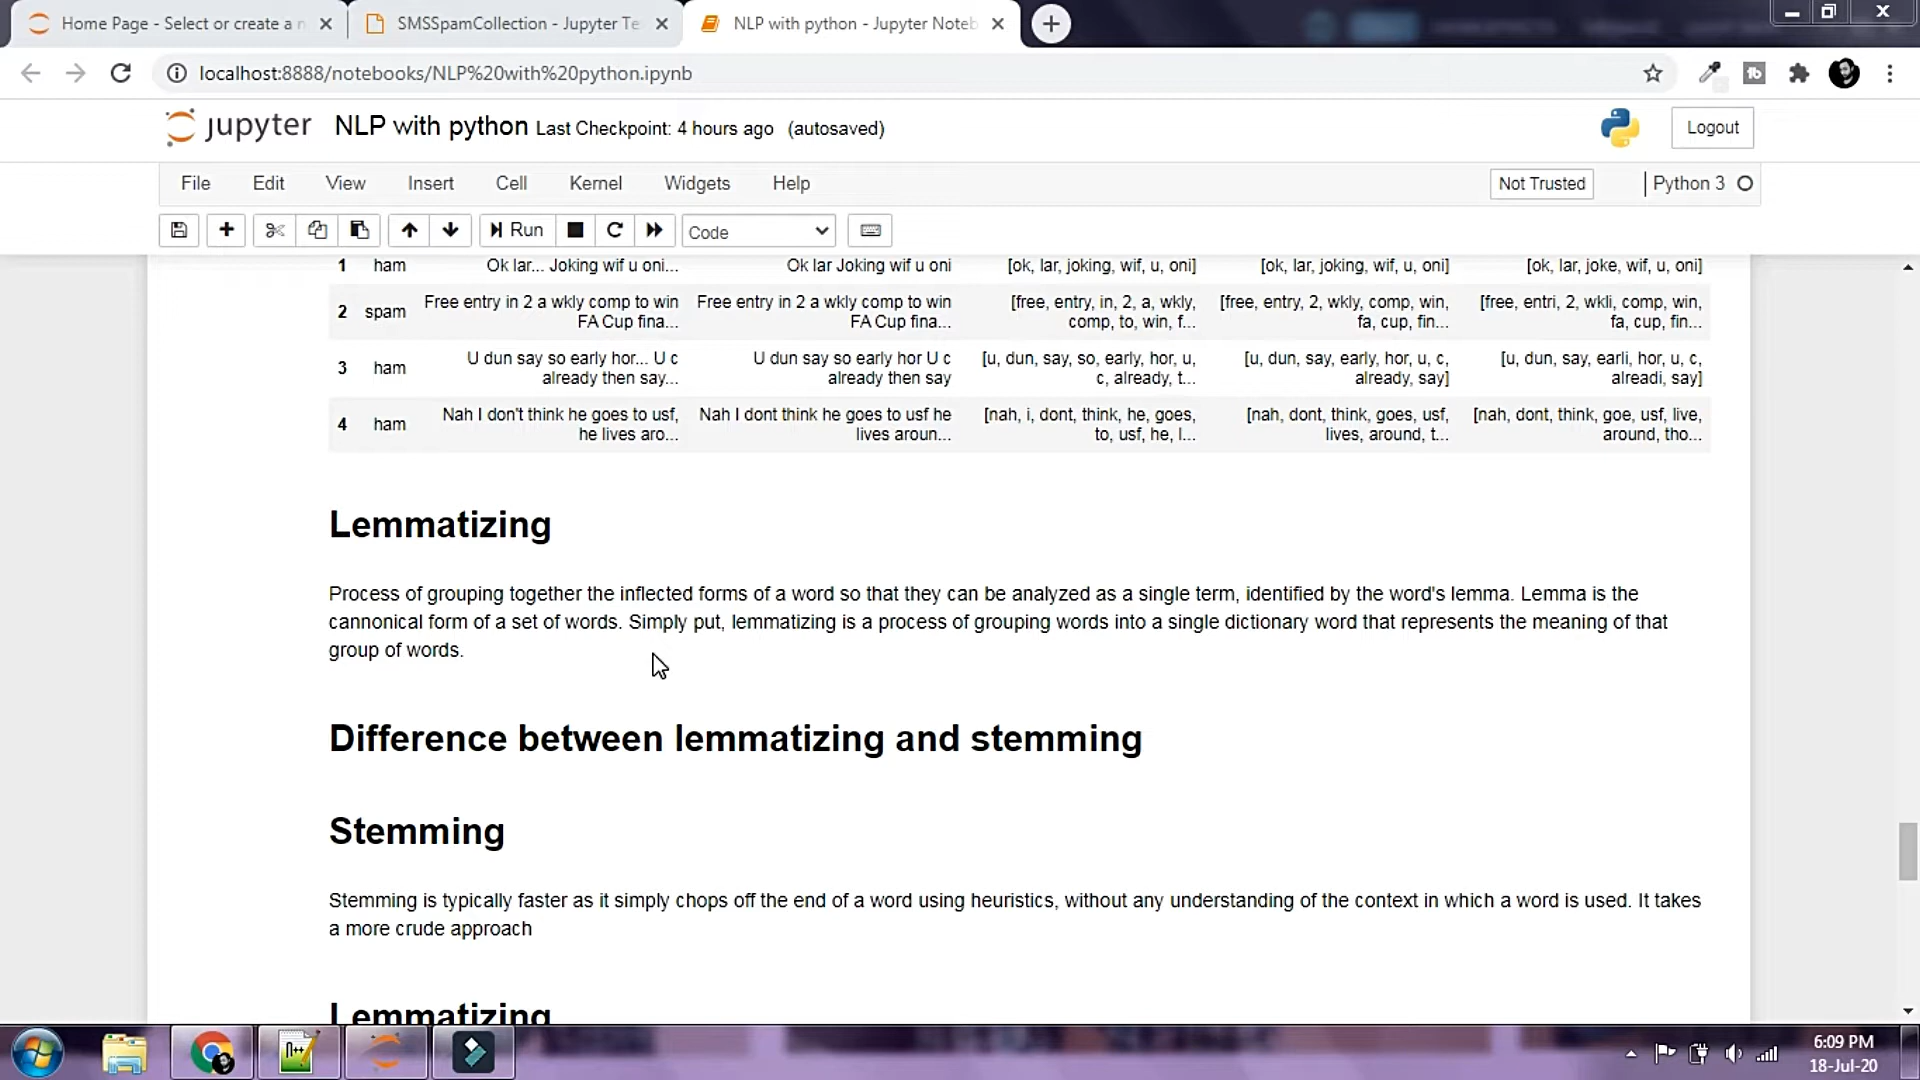 Home Page - Select or create a n
SMSSpamCollection - Jupyter Te
NLP with python - Jupyter Noteb
localhost:8888/notebooks/NLP%20with%20python.ipynb
jupyter NLP with python Last Checkpoint: 4 hours ago (autosaved)
Logout
File Edit View Insert Cell Kernel Widgets Help
Not Trusted
Python 3
Run
Code
1 ham Ok lar... Joking wif u oni... Ok lar Joking wif u oni [ok, lar, joking, wif, u, oni] [ok, lar, joking, wif, u, oni] [ok, lar, joke, wif, u, oni]
2 spam Free entry in 2 a wkly comp to win FA Cup fina... Free entry in 2 a wkly comp to win FA Cup fina... [free, entry, in, 2, a, wkly, comp, to, win, f... [free, entry, 2, wkly, comp, win, fa, cup, fin... [free, entri, 2, wkli, comp, win, fa, cup, fin...
3 ham U dun say so early hor... U c already then say... U dun say so early hor U c already then say [u, dun, say, so, early, hor, u, c, already, t... [u, dun, say, early, hor, u, c, already, say] [u, dun, say, earli, hor, u, c, alreadi, say]
4 ham Nah I don't think he goes to usf, he lives aro... Nah I dont think he goes to usf he lives aroun... [nah, i, dont, think, he, goes, to, usf, he, l... [nah, dont, think, goes, usf, lives, around, t... [nah, dont, think, goe, usf, live, around, tho...
Lemmatizing
Process of grouping together the inflected forms of a word so that they can be analyzed as a single term, identified by the word's lemma. Lemma is the
cannonical form of a set of words. Simply put, lemmatizing is a process of grouping words into a single dictionary word that represents the meaning of that
group of words.
Difference between lemmatizing and stemming
Stemming
Stemming is typically faster as it simply chops off the end of a word using heuristics, without any understanding of the context in which a word is used. It takes
a more crude approach
Lemmatizing
6:09 PM
18-Jul-20